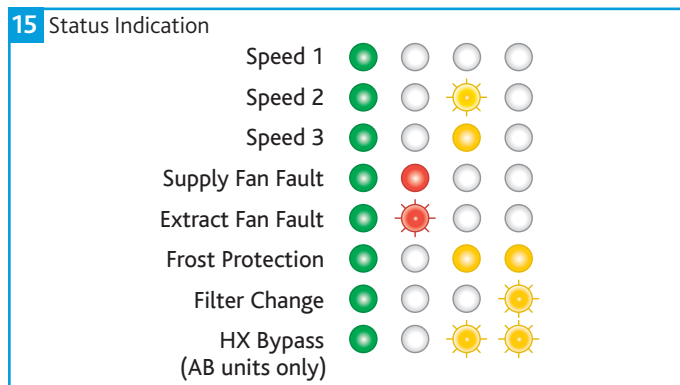 15 Status Indication
Speed 1
Speed 2
Speed 3
Supply Fan Fault
Extract Fan Fault
Frost Protection
Filter Change
HX Bypass
(AB units only)